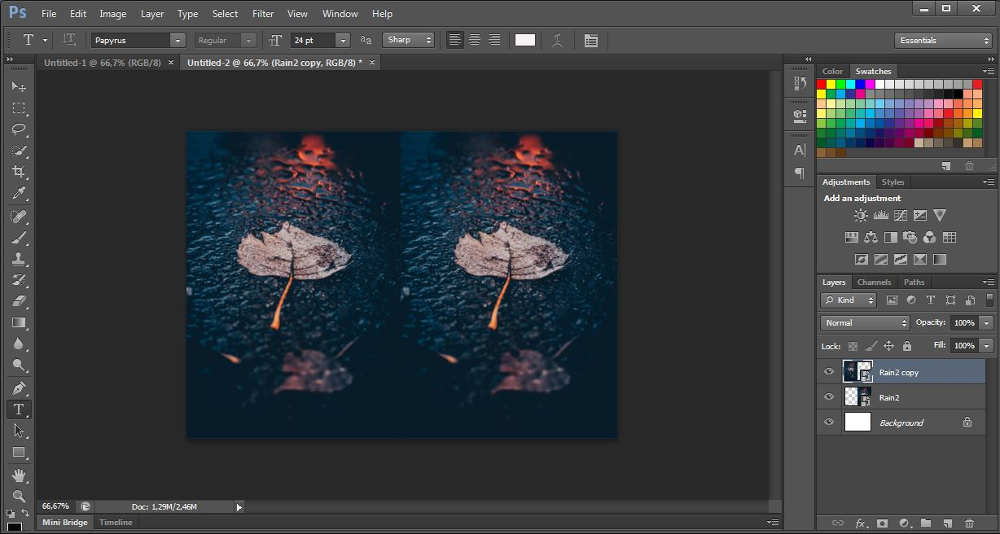 Ps File Edit Image Layer Type Select Filter View Window Help
T Papyrus Regular 24 pt Sharp Essentials
Untitled-1 @ 66,7% (RGB/8) × Untitled-2 @ 66,7% (Rain2 copy, RGB/8) * ×
Color Swatches
Adjustments Styles
Add an adjustment
Layers Channels Paths
Kind
Normal Opacity: 100%
Lock: Fill: 100%
Rain2 copy
Rain2
Background
66,67% Doc: 1,29M/2,46M
Mini Bridge Timeline